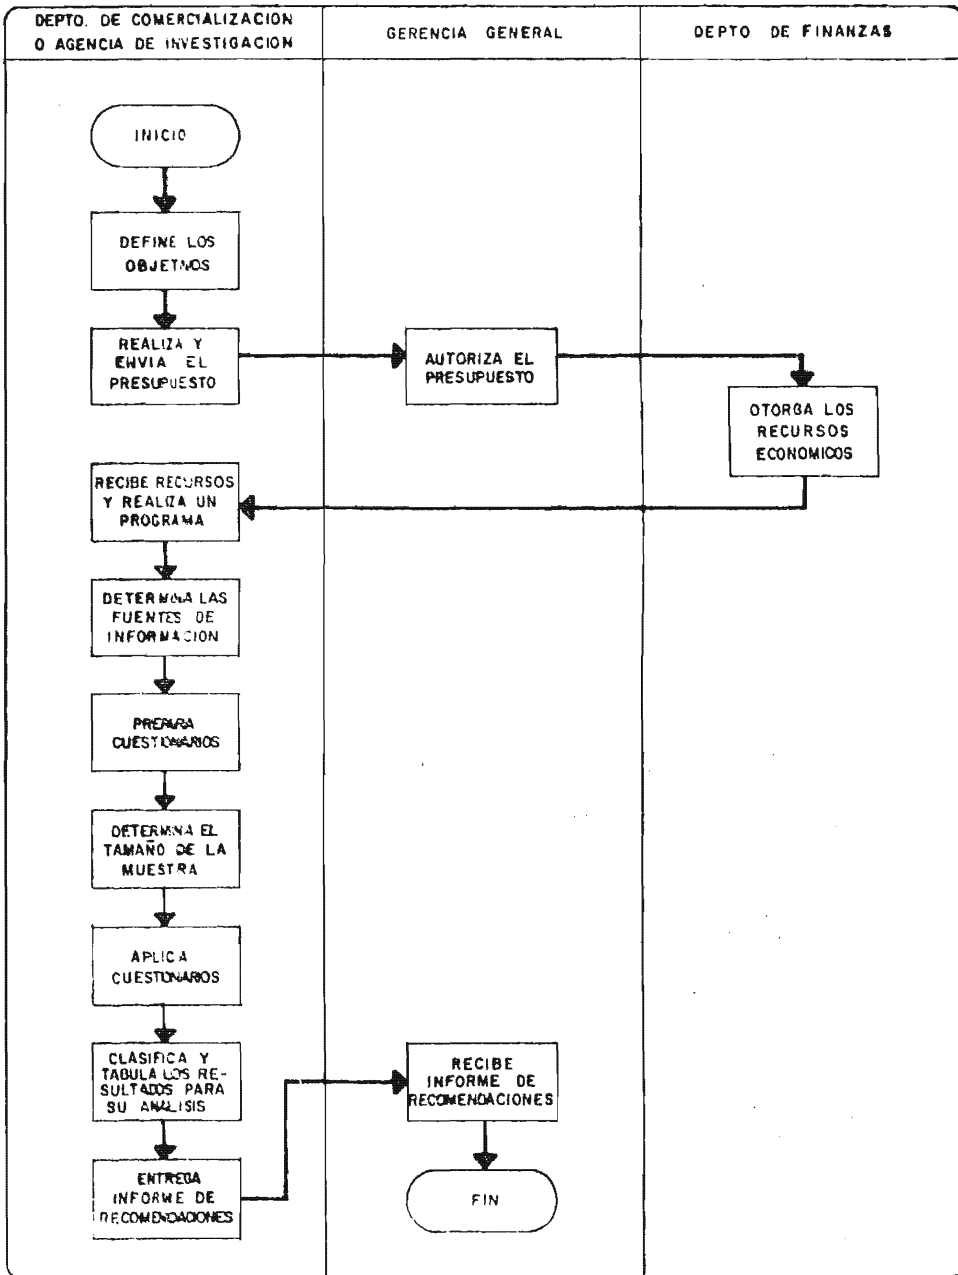 DEPTO. DE COMERCIALIZACION
O AGENCIA DE INVESTIGACION
GERENCIA GENERAL
DEPTO DE FINANZAS
INICIO
DEFINE LOS
OBJETIVOS
REALIZA Y
ENVIA EL
PRESUPUESTO
AUTORIZA EL
PRESUPUESTO
OTORGA LOS
RECURSOS
ECONOMICOS
RECIBE RECURSOS
Y REALIZA UN
PROGRAMA
DETERMINA LAS
FUENTES DE
INFORMACION
PREPARA
CUESTIONARIOS
DETERMINA EL
TAMAÑO DE LA
MUESTRA
APLICA
CUESTIONARIOS
CLASIFICA Y
TABULA LOS RE-
SULTADOS PARA
SU ANALISIS
ENTREGA
INFORME DE
RECOMENDACIONES
RECIBE
INFORME DE
RECOMENDACIONES
FIN